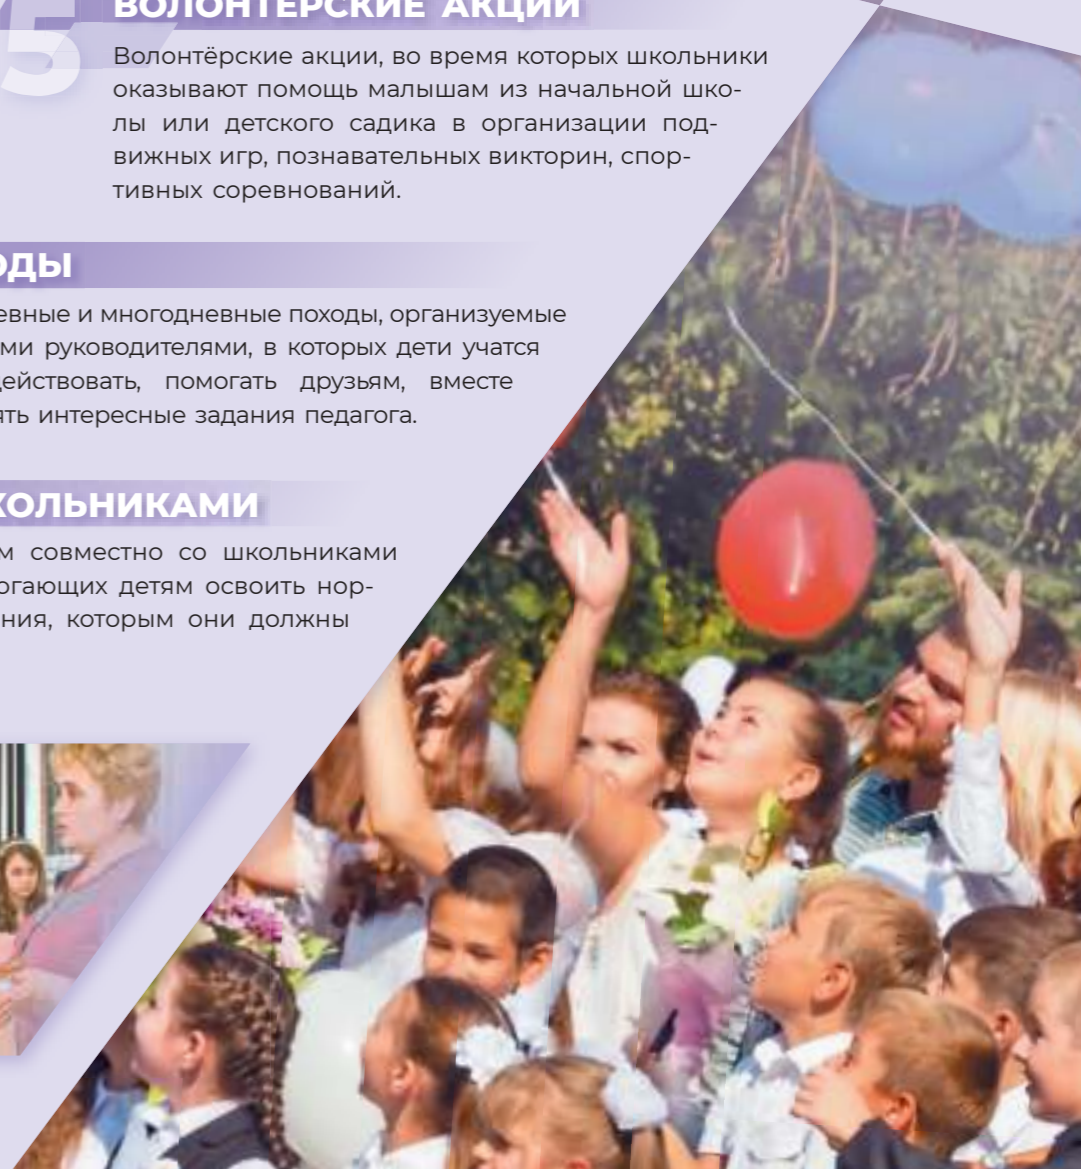 5
ВОЛОНТЁРСКИЕ АКЦИИ
Волонтёрские акции, во время которых школьники
оказывают помощь малышам из начальной шко-
лы или детского садика в организации под-
вижных игр, познавательных викторин, спор-
тивных соревнований.
ОДЫ
евные и многодневные походы, организуемые
ми руководителями, в которых дети учатся
действовать, помогать друзьям, вместе
ять интересные задания педагога.
КОЛЬНИКАМИ
м совместно со школьниками
огающих детям освоить нор-
ния, которым они должны